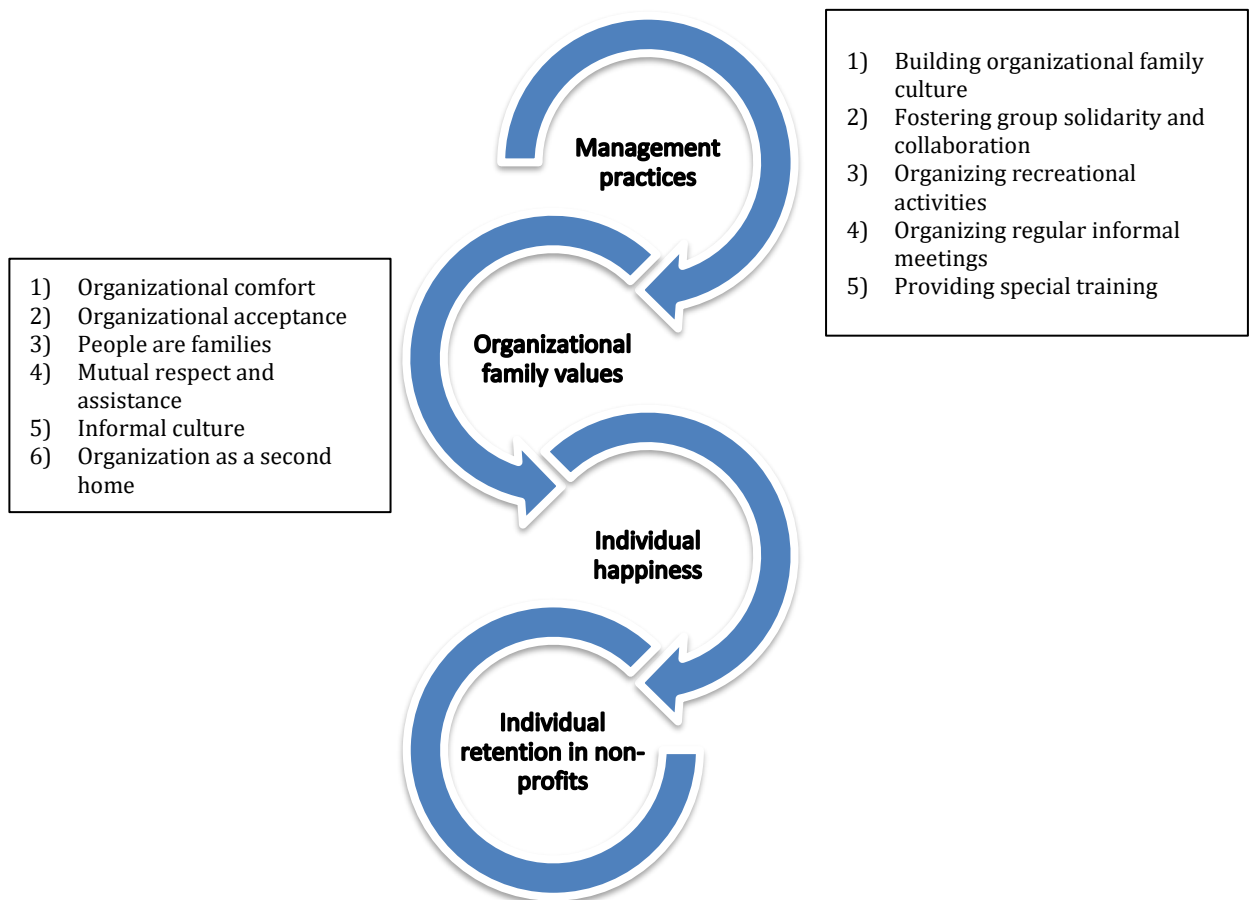 Management
practices
1) Building organizational family
culture
2) Fostering group solidarity and
collaboration
3) Organizing recreational
activities
4) Organizing regular informal
meetings
5) Providing special training
Organizational
family values
1) Organizational comfort
2) Organizational acceptance
3) People are families
4) Mutual respect and
assistance
5) Informal culture
6) Organization as a second
home
Individual
happiness
Individual
retention in non-
profits